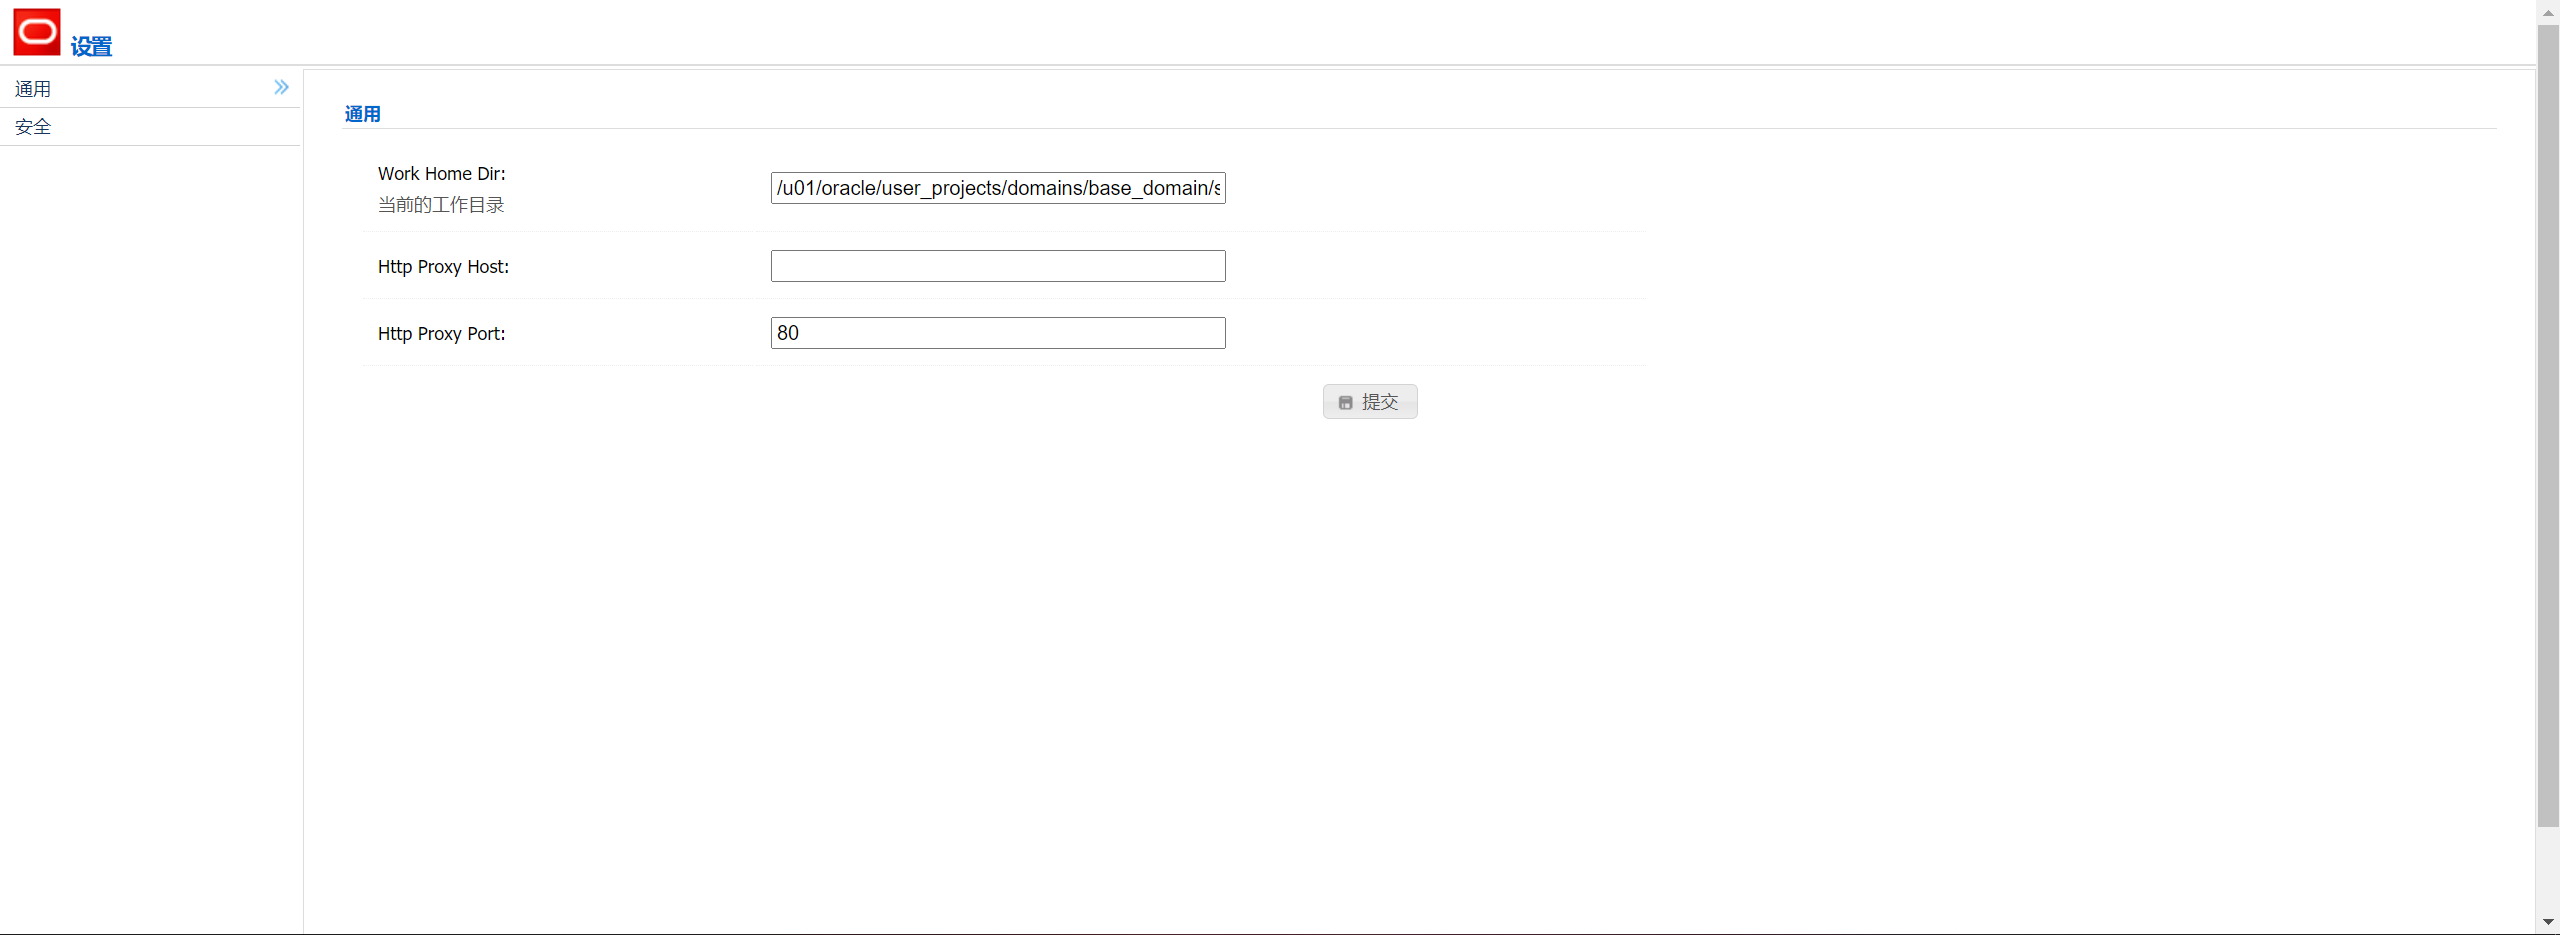 设置
通用
安全
通用
Work Home Dir:
当前的工作目录
/u01/oracle/user_projects/domains/base_domain/s
Http Proxy Host:
Http Proxy Port:
80
提交